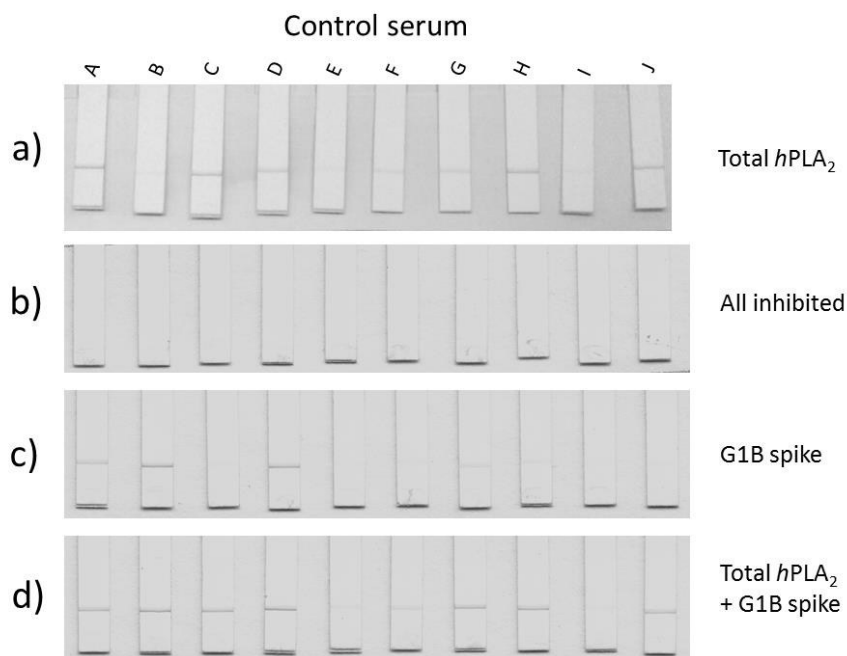 Control serum
A B C D E F G H I J
a) Total hPLA₂
b) All inhibited
c) G1B spike
d) Total hPLA₂
+ G1B spike